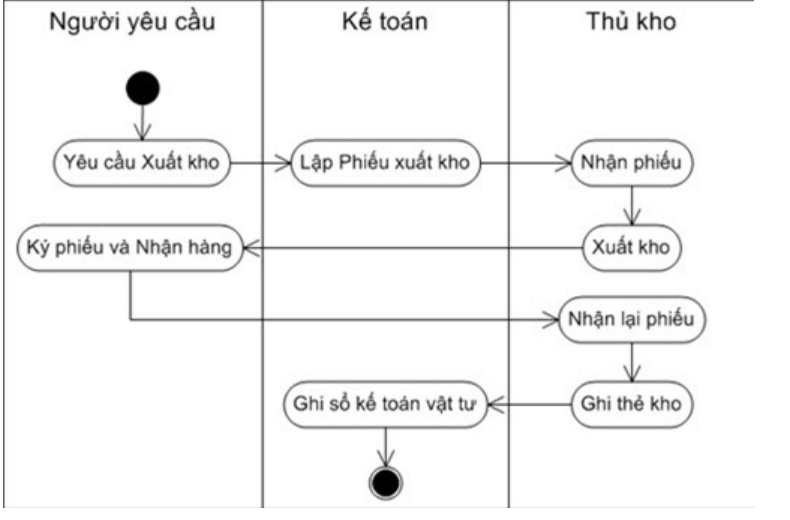 Người yêu cầu
Kế toán
Thủ kho
Yêu cầu Xuất kho
Lập Phiếu xuất kho
Nhận phiếu
Ký phiếu và Nhận hàng
Xuất kho
Nhận lại phiếu
Ghi sổ kế toán vật tư
Ghi thẻ kho